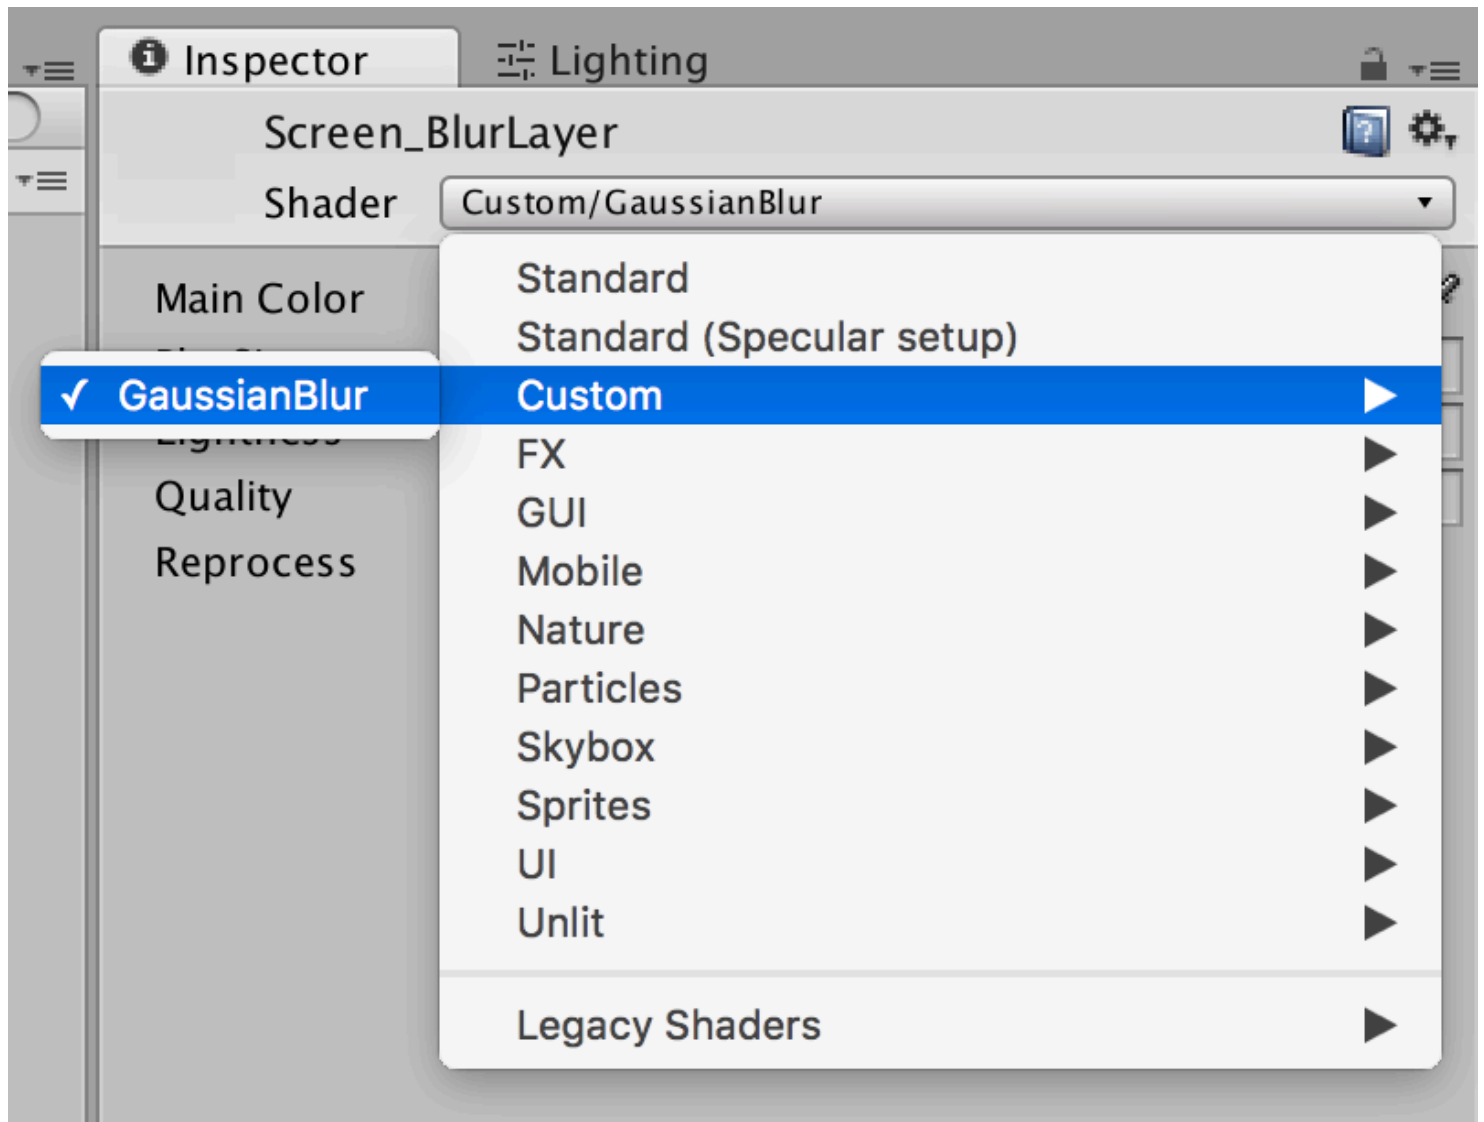 Inspector
Lighting
Screen_BlurLayer
Shader
Custom/GaussianBlur
Main Color
Standard
Standard (Specular setup)
✓ GaussianBlur
Custom
FX
Quality
GUI
Reprocess
Mobile
Nature
Particles
Skybox
Sprites
UI
Unlit
Legacy Shaders